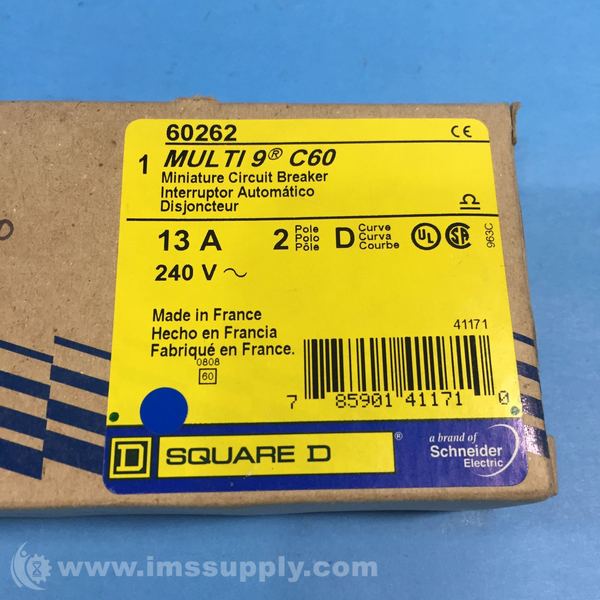 60262
CE
1 MULTI 9® C60
Miniature Circuit Breaker
Interruptor Automático
Disjoncteur
13 A
2 Pole Polo Pôle
D Curve Curva Courbe
UL
SA
963C
240 V ~
Made in France
Hecho en Francia
Fabriqué en France.
0808
60
41171
7 85901 41171 0
D SQUARE D ®
a brand of
Schneider
Electric
www.imssupply.com